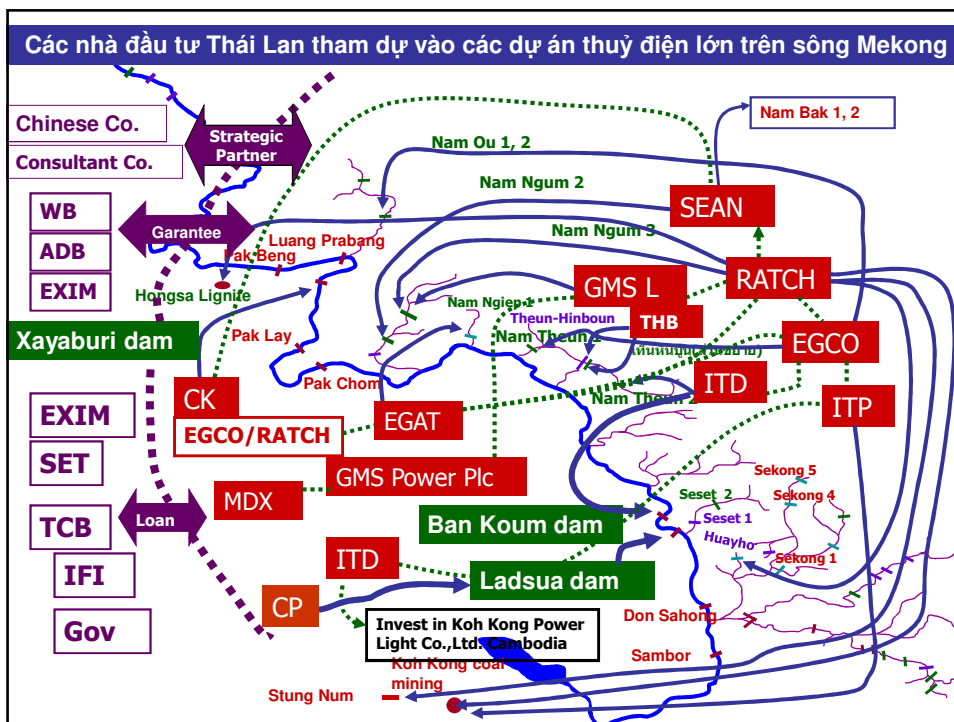 Các nhà đầu tư Thái Lan tham dự vào các dự án thuỷ điện lớn trên sông Mekong
Chinese Co.
Consultant Co.
Strategic
Partner
Nam Bak 1, 2
Nam Ou 1, 2
Nam Ngum 2
SEAN
WB
ADB
EXIM
Garantee
Luang Prabang
Pak Beng
Hongsa Lignite
Nam Ngum 3
RATCH
GMS L
Nam Ngiep 1
Theun-Hinboun
THB
Nam Theun 1
EGCO
Xayaburi dam
Pak Lay
Pak Chom
ITD
Nam Theun 2
ITP
CK
EGCO/RATCH
EGAT
EXIM
SET
GMS Power Plc
MDX
Sekong 5
Seset 2
Sekong 4
Seset 1
Huayho
Sekong 1
TCB
Loan
IFI
Gov
Ban Koum dam
ITD
Ladsua dam
CP
Invest in Koh Kong Power
Light Co.,Ltd. Cambodia
Koh Kong coal
mining
Don Sahong
Sambor
Stung Num